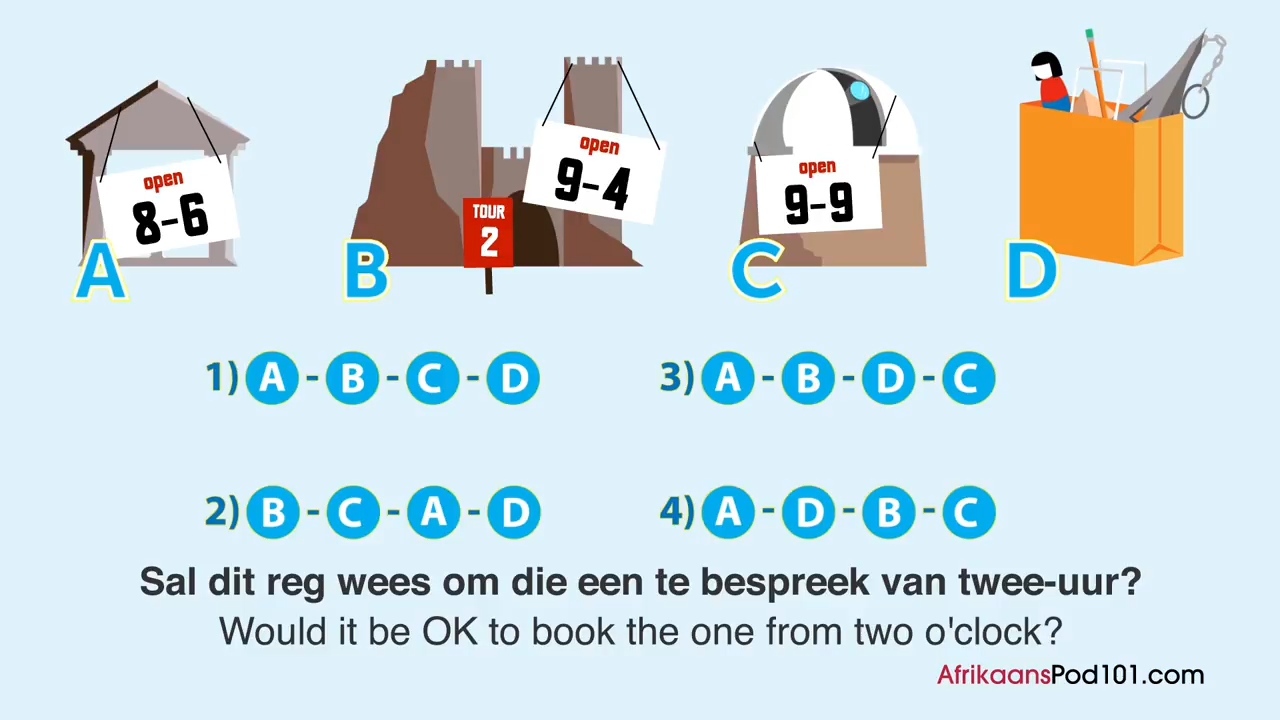 open
8-6
A
TOUR
2
open
9-4
B
open
9-9
C
D
1) A - B - C - D
3) A - B - D - C
2) B - C - A - D
4) A - D - B - C
Sal dit reg wees om die een te bespreek van twee-uur?
Would it be OK to book the one from two o'clock?
AfrikaansPod101.com